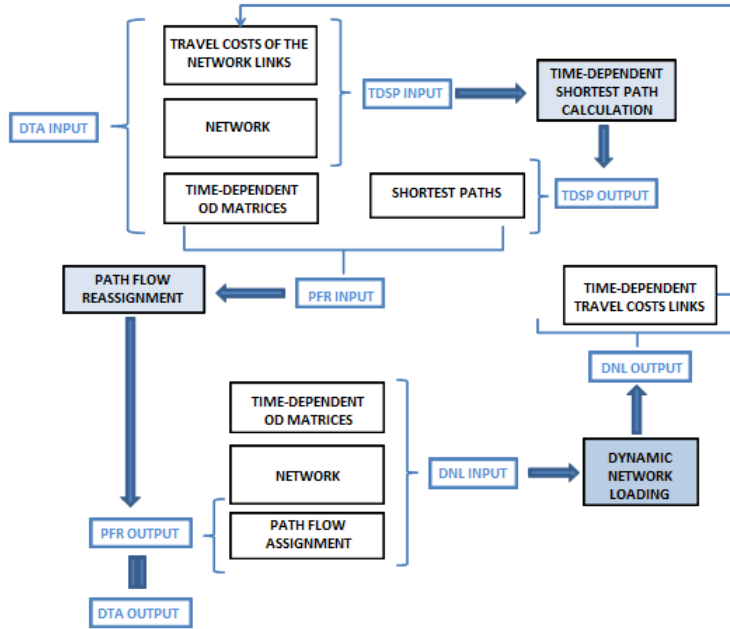 TRAVEL COSTS OF THE
NETWORK LINKS
TDSP INPUT
TIME-DEPENDENT
SHORTEST PATH
CALCULATION
DTA INPUT
NETWORK
TIME-DEPENDENT
OD MATRICES
SHORTEST PATHS
TDSP OUTPUT
PATH FLOW
REASSIGNMENT
PFR INPUT
TIME-DEPENDENT
TRAVEL COSTS LINKS
DNL OUTPUT
TIME-DEPENDENT
OD MATRICES
NETWORK
DNL INPUT
DYNAMIC
NETWORK
LOADING
PFR OUTPUT
PATH FLOW
ASSIGNMENT
DTA OUTPUT